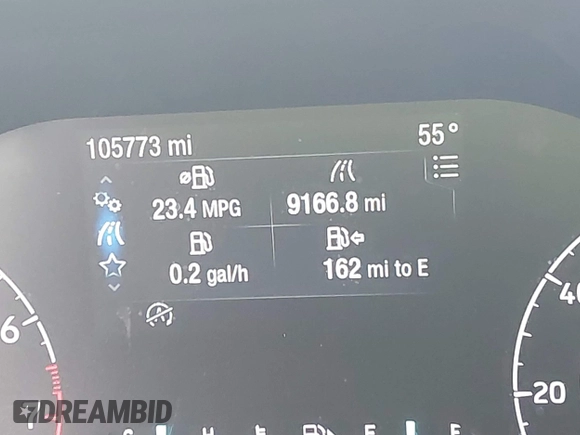 105773 mi
55°
23.4 MPG
9166.8 mi
0.2 gal/h
162 mi to E
6
7
40
20
H
E
E
DREAMBID